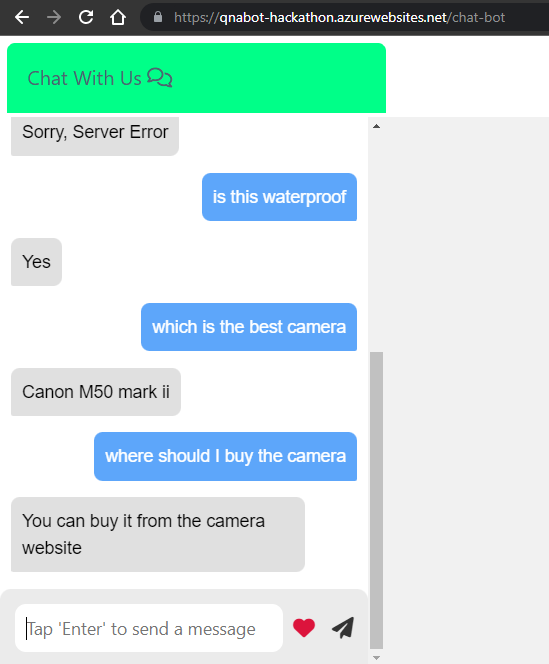 https://qnabot-hackathon.azurewebsites.net/chat-bot
Chat With Us
Sorry, Server Error
is this waterproof
Yes
which is the best camera
Canon M50 mark ii
where should I buy the camera
You can buy it from the camera
website
Tap 'Enter' to send a message